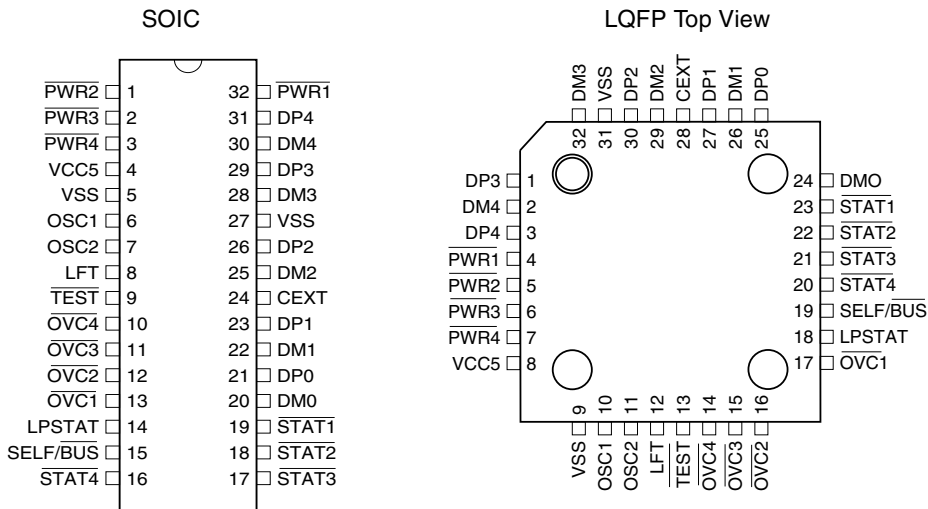 SOIC
PWR2 1 32 PWR1
PWR3 2 31 DP4
PWR4 3 30 DM4
VCC5 4 29 DP3
VSS 5 28 DM3
OSC1 6 27 VSS
OSC2 7 26 DP2
LFT 8 25 DM2
TEST 9 24 CEXT
OVC4 10 23 DP1
OVC3 11 22 DM1
OVC2 12 21 DP0
OVC1 13 20 DM0
LPSTAT 14 19 STAT1
SELF/BUS 15 18 STAT2
STAT4 16 17 STAT3
LQFP Top View
DM3 VSS DP2 DM2 CEXT DP1 DM1 DP0
32 31 30 29 28 27 26 25
DP3 1 24 DMO
DM4 2 23 STAT1
DP4 3 22 STAT2
PWR1 4 21 STAT3
PWR2 5 20 STAT4
PWR3 6 19 SELF/BUS
PWR4 7 18 LPSTAT
VCC5 8 17 OVC1
9 10 11 12 13 14 15 16
VSS OSC1 OSC2 LFT TEST OVC4 OVC3 OVC2